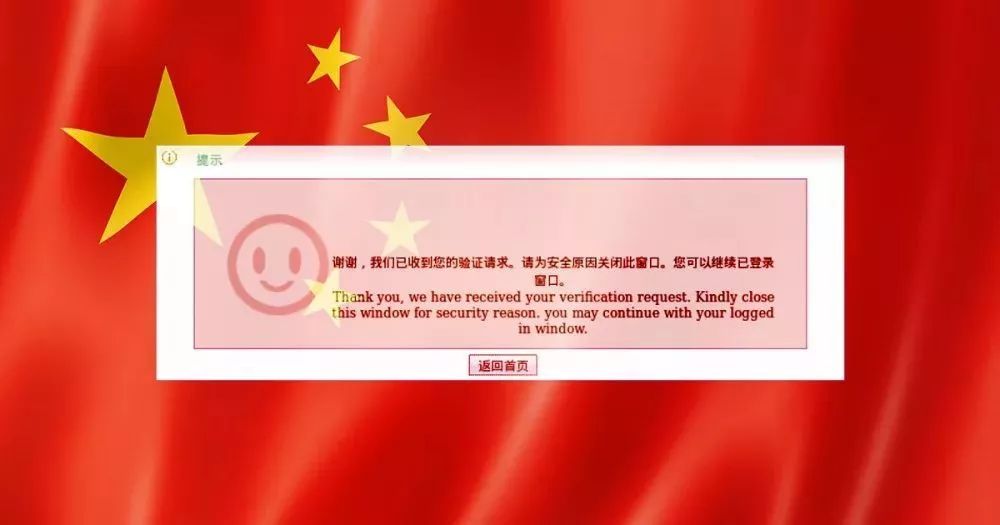 提示
谢谢，我们已收到您的验证请求。请为安全原因关闭此窗口。您可以继续已登录
窗口。
Thank you, we have received your verification request. Kindly close
this window for security reason. you may continue with your logged
in window.
返回首页